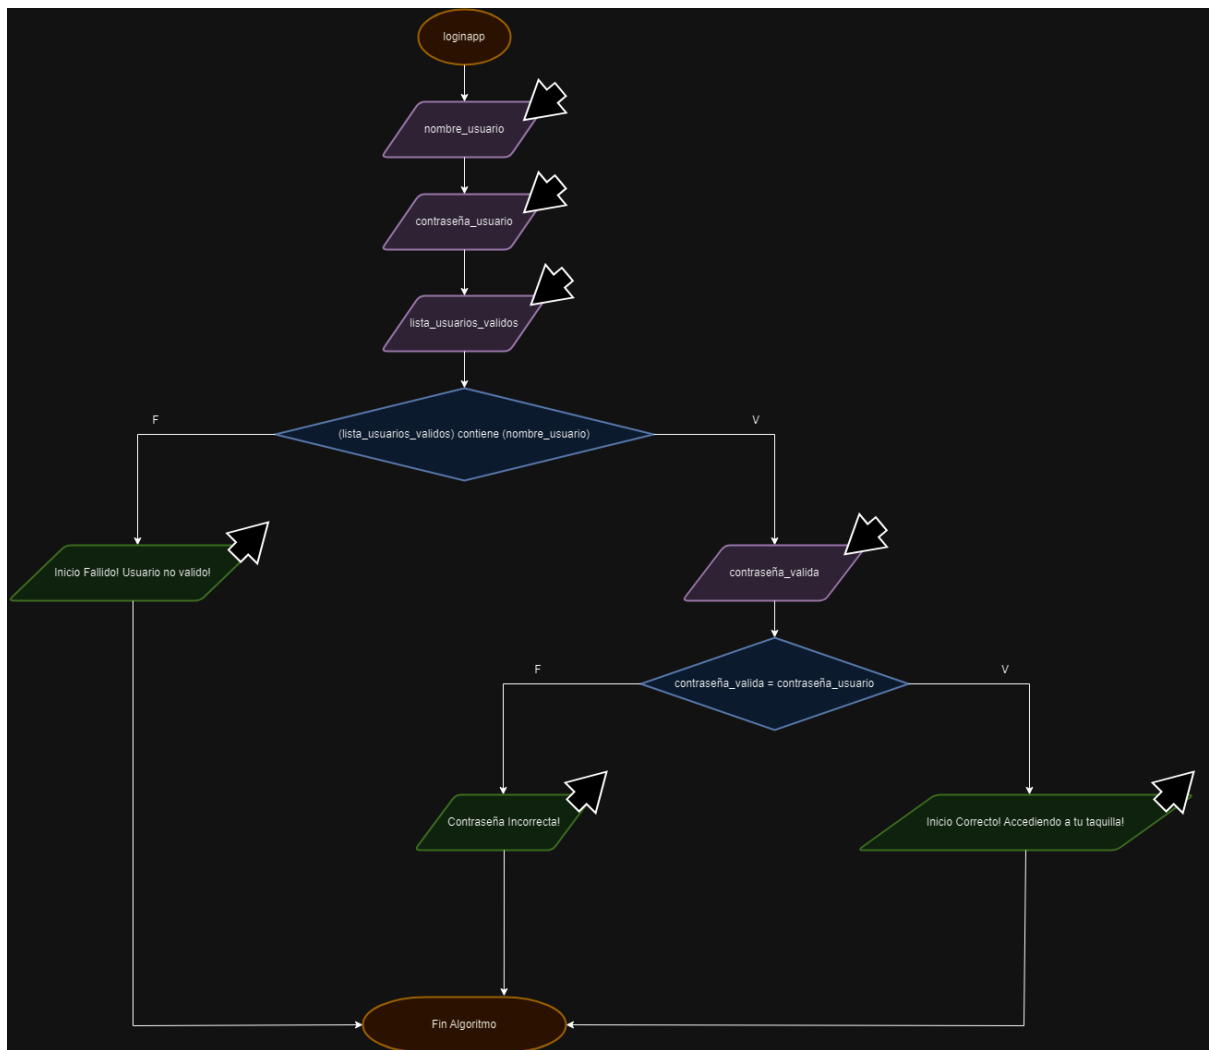 loginapp
nombre_usuario
contraseña_usuario
lista_usuarios_validos
F
(lista_usuarios_validos) contiene (nombre_usuario)
V
Inicio Fallido! Usuario no valido!
contraseña_valida
F
contraseña_valida = contraseña_usuario
V
Contraseña Incorrecta!
Inicio Correcto! Accediendo a tu taquilla!
Fin Algoritmo